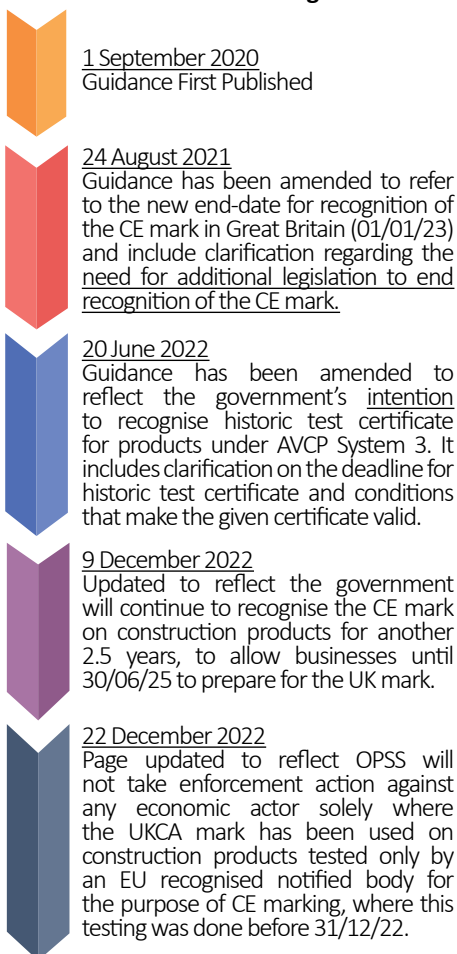 1 September 2020
Guidance First Published
24 August 2021
Guidance has been amended to refer
to the new end-date for recognition of
the CE mark in Great Britain (01/01/23)
and include clarification regarding the
need for additional legislation to end
recognition of the CE mark.
20 June 2022
Guidance has been amended to
reflect the government's intention
to recognise historic test certificate
for products under AVCP System 3. It
includes clarification on the deadline for
historic test certificate and conditions
that make the given certificate valid.
9 December 2022
Updated to reflect the government
will continue to recognise the CE mark
on construction products for another
2.5 years, to allow businesses until
30/06/25 to prepare for the UK mark.
22 December 2022
Page updated to reflect OPSS will
not take enforcement action against
any economic actor solely where
the UKCA mark has been used on
construction products tested only by
an EU recognised notified body for
the purpose of CE marking, where this
testing was done before 31/12/22.